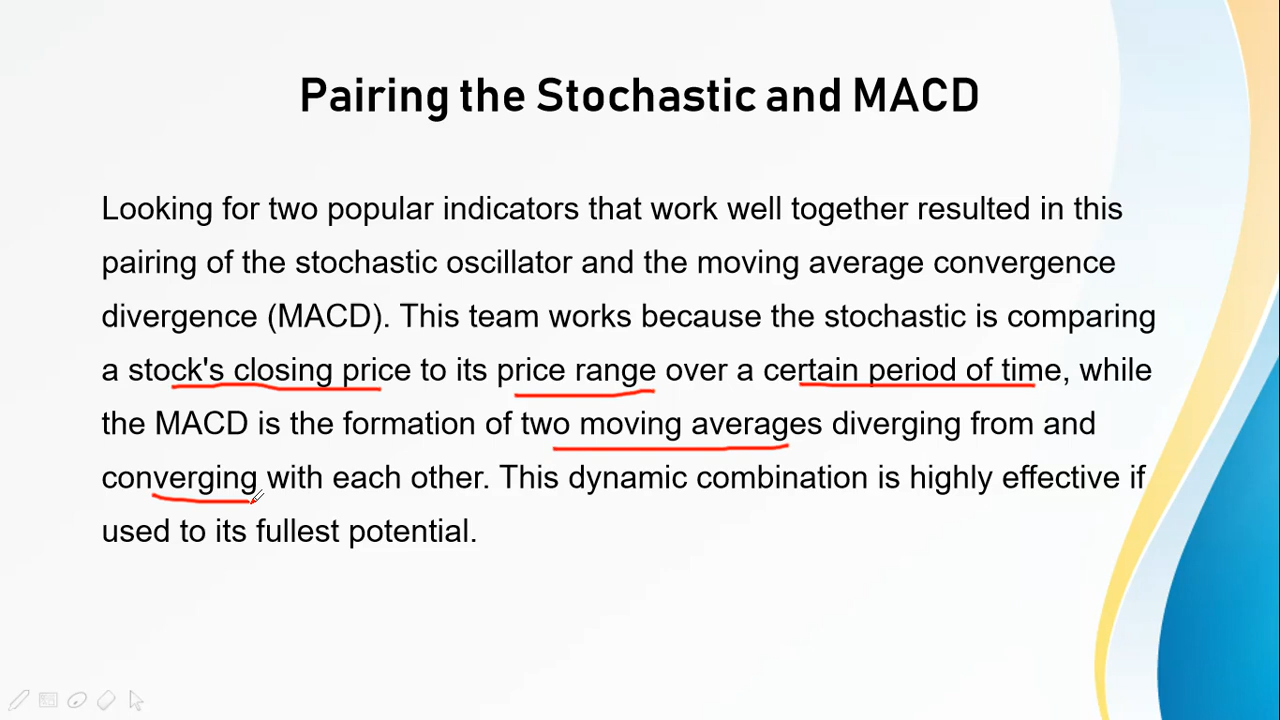 Pairing the Stochastic and MACD
Looking for two popular indicators that work well together resulted in this
pairing of the stochastic oscillator and the moving average convergence
divergence (MACD). This team works because the stochastic is comparing
a stock's closing price to its price range over a certain period of time, while
the MACD is the formation of two moving averages diverging from and
converging with each other. This dynamic combination is highly effective if
used to its fullest potential.